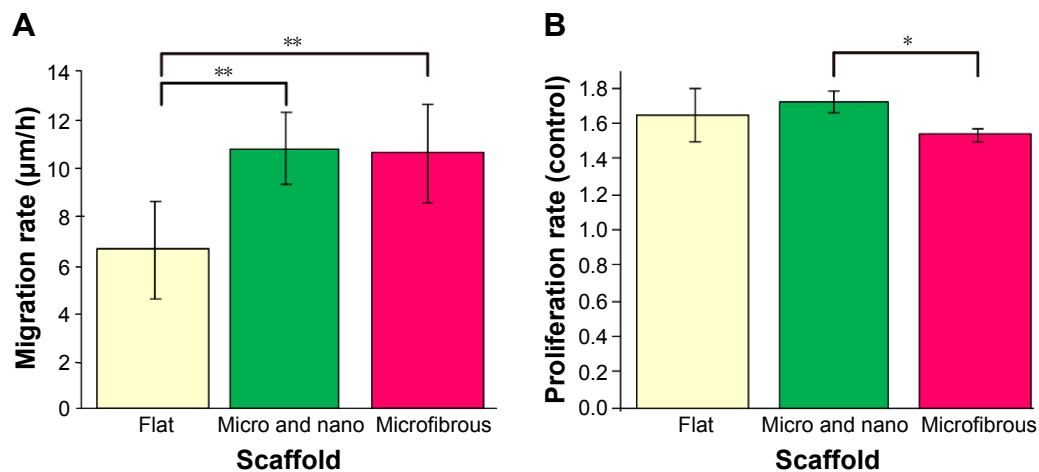 A
**
**
14
12
10
8
6
4
2
0
Migration rate (µm/h)
Flat Micro and nano Microfibrous
Scaffold
B
*
1.8
1.6
1.4
1.2
1.0
0.8
0.6
0.4
0.2
0.0
Proliferation rate (control)
Flat Micro and nano Microfibrous
Scaffold